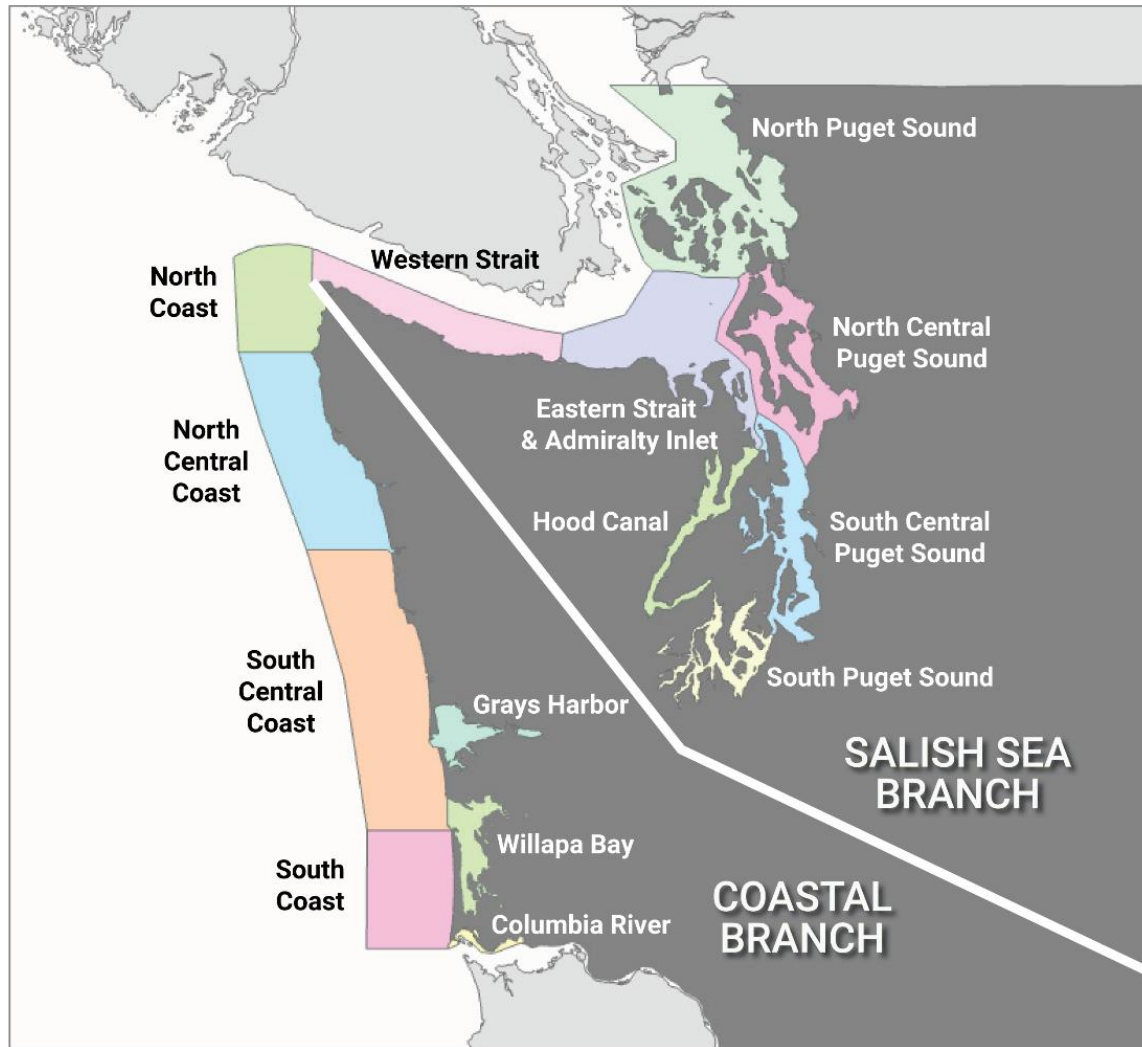 North Puget Sound
Western Strait
North
Coast
North Central
Puget Sound
Eastern Strait
& Admiralty Inlet
North
Central
Coast
Hood Canal
South Central
Puget Sound
South
Central
Coast
South Puget Sound
Grays Harbor
SALISH SEA
BRANCH
Willapa Bay
South
Coast
COASTAL
BRANCH
Columbia River